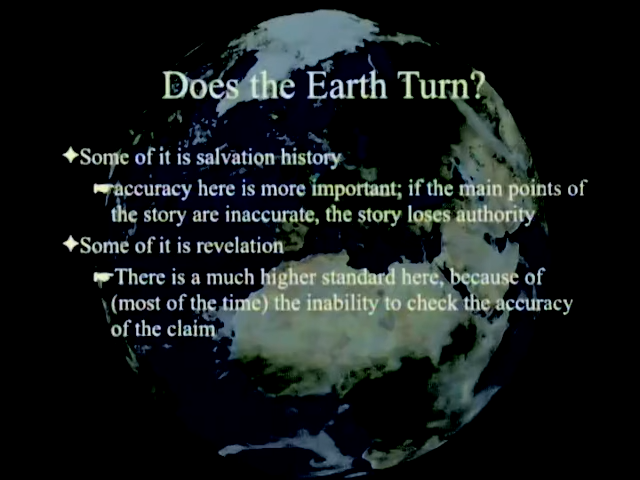 Does the Earth Turn?
Some of it is salvation history
accuracy here is more important; if the main points of
the story are inaccurate, the story loses authority
Some of it is revelation
There is a much higher standard here, because of
(most of the time) the inability to check the accuracy
of the claim